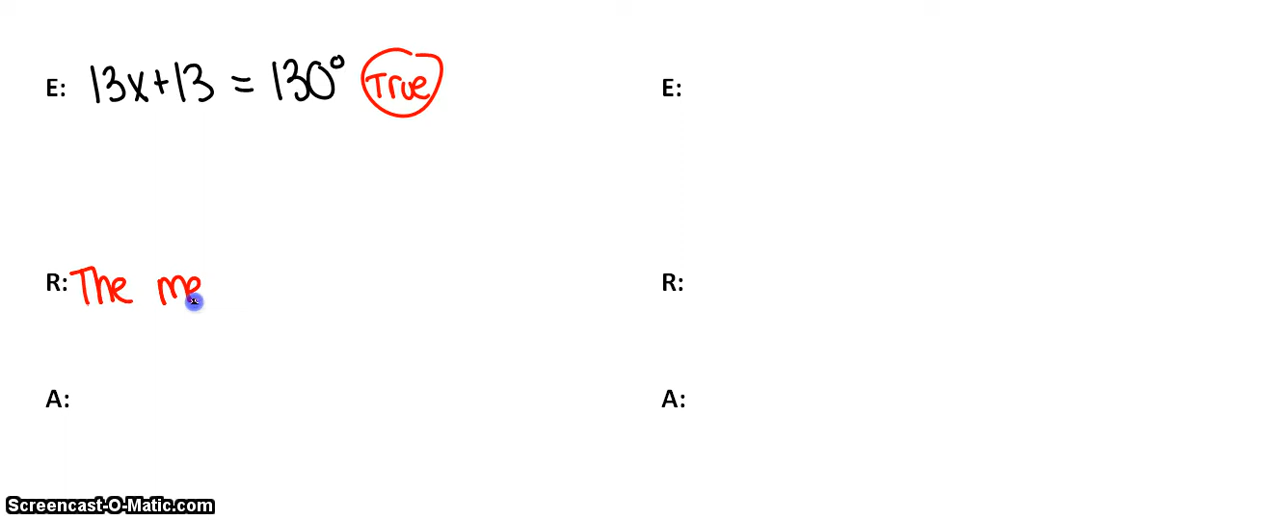 E: 13x+13 = 130° True
E:
R: The me
R:
A:
A:
Screencast-O-Matic.com